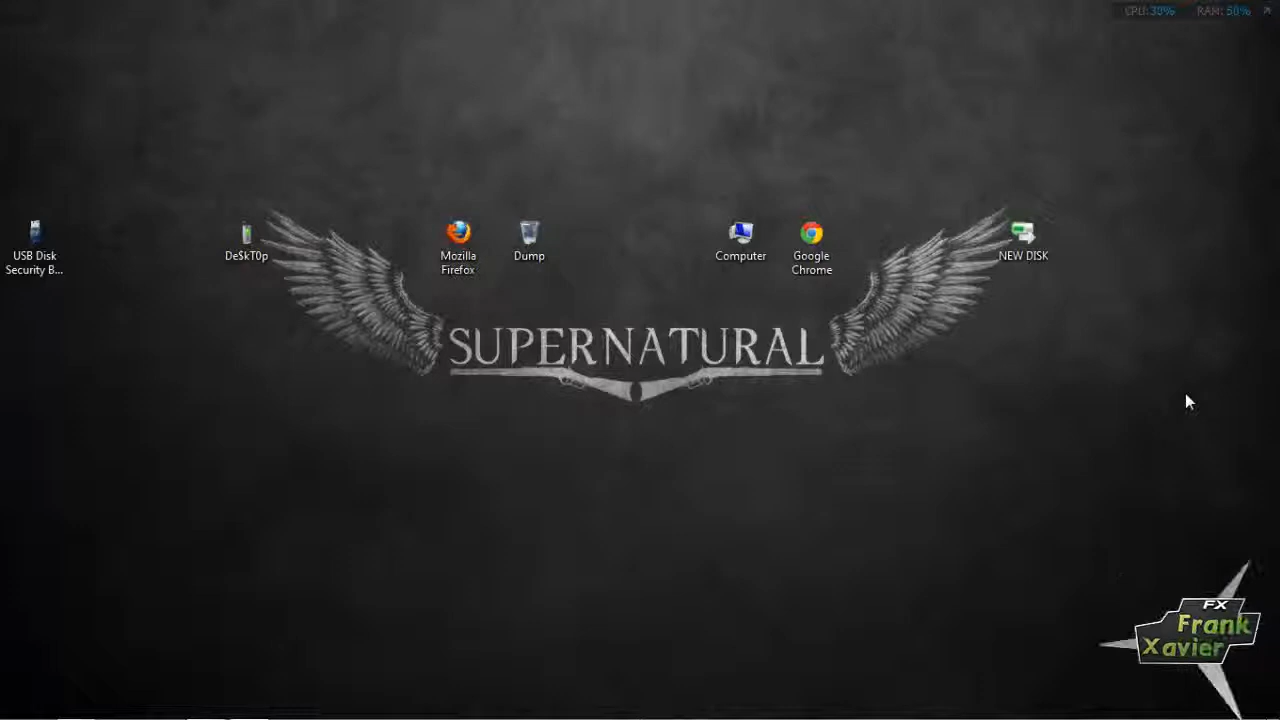 CPU:30% RAM: 50%
USB Disk
Security B...
De$kT0p
Mozilla
Firefox
Dump
Computer
Google
Chrome
NEW DISK
SUPERNATURAL
FX
Frank
Xavier